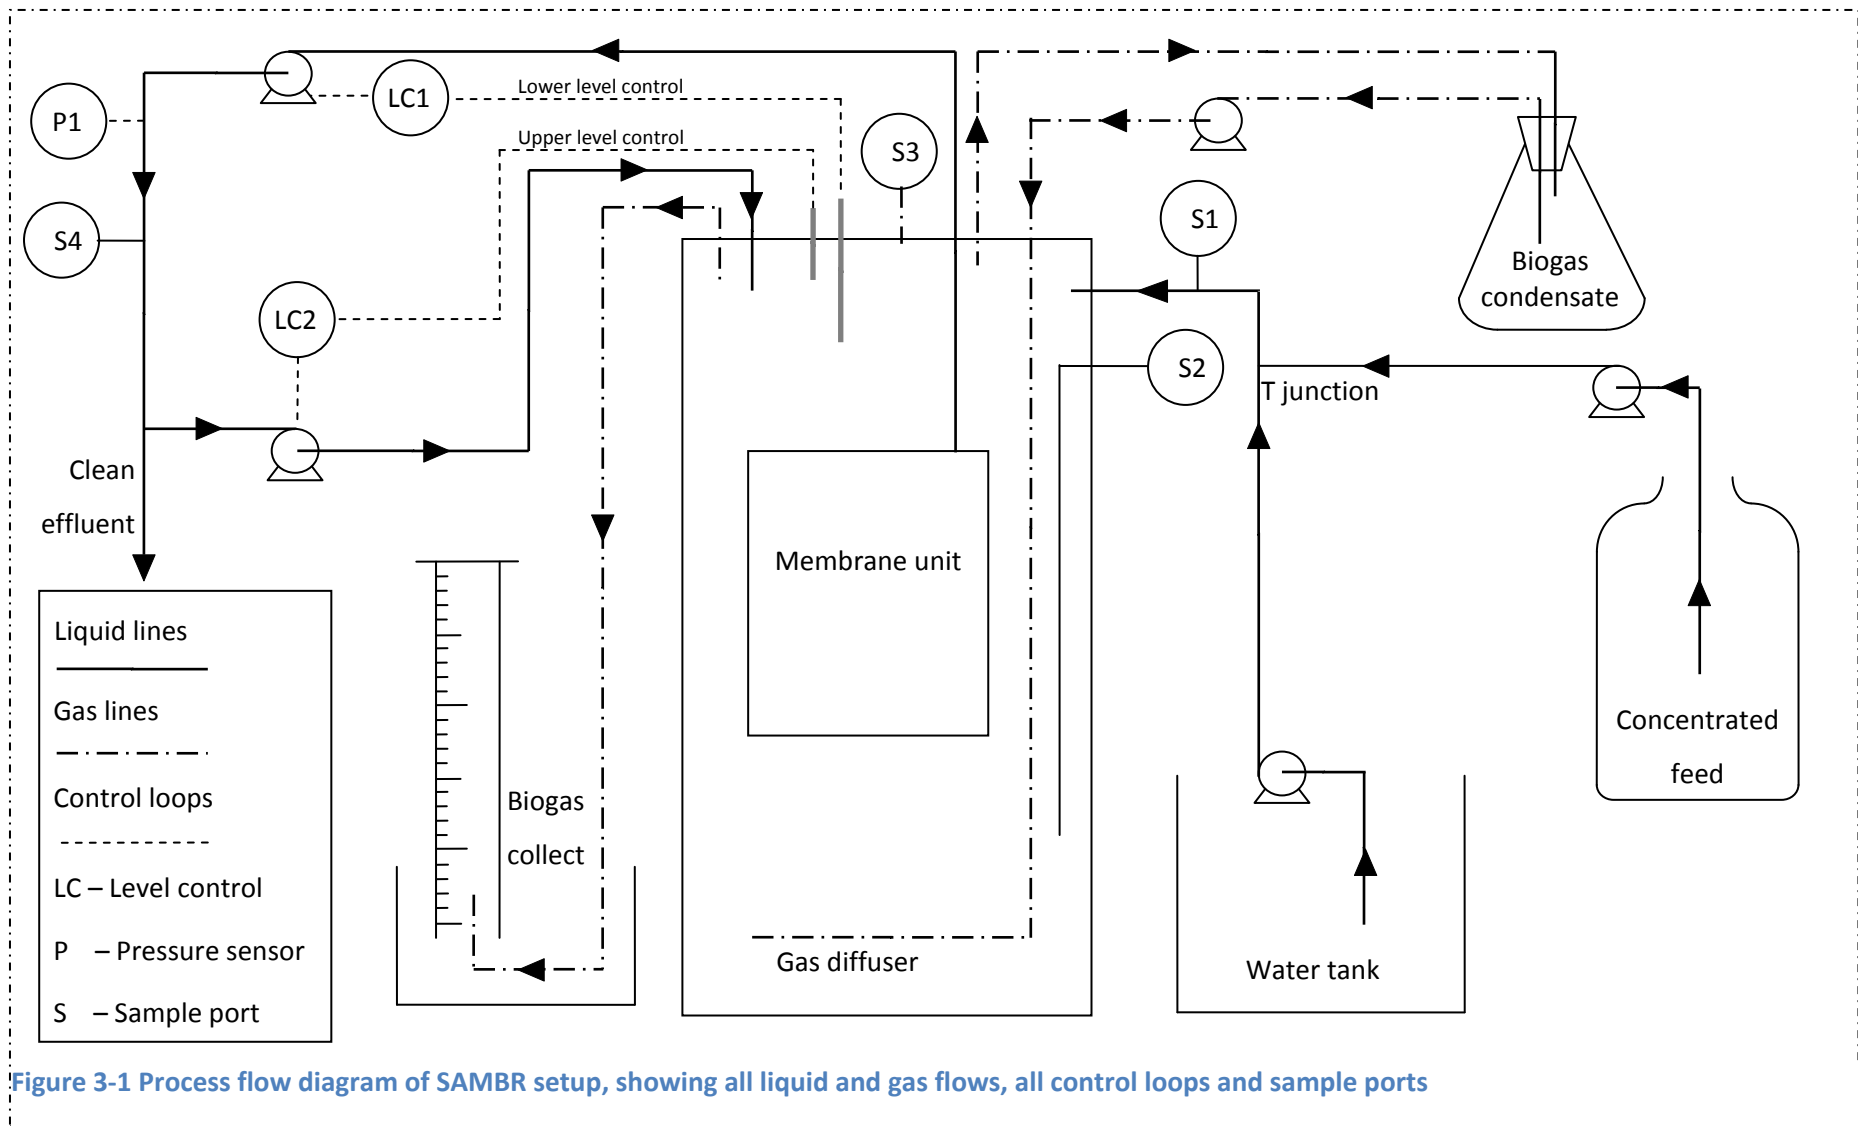 LC1
Lower level control
P1
Upper level control
S3
S1
S4
Biogas
condensate
LC2
S2
T junction
Clean
effluent
Membrane unit
Liquid lines
Gas lines
Concentrated
feed
Control loops
Biogas
collect
LC – Level control
P – Pressure sensor
Gas diffuser
Water tank
S – Sample port
Figure 3-1 Process flow diagram of SAMBR setup, showing all liquid and gas flows, all control loops and sample ports